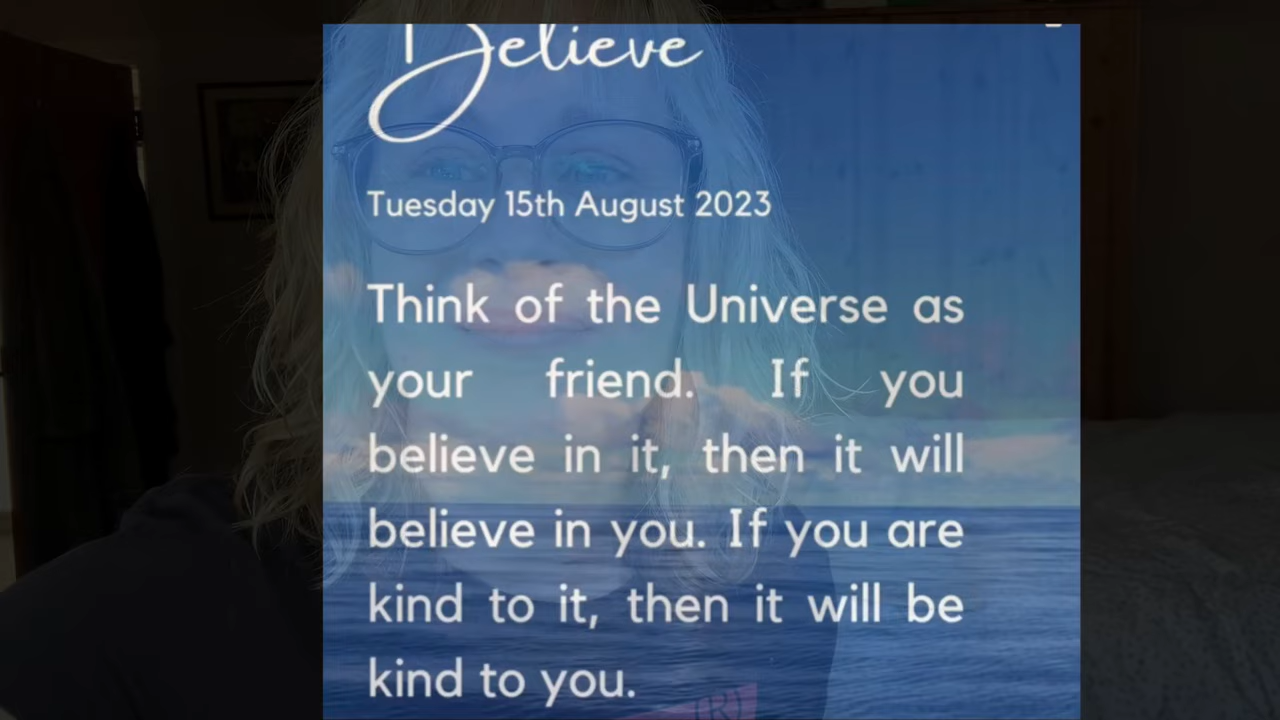 Believe
Tuesday 15th August 2023
Think of the Universe as
your friend. If you
believe in it, then it will
believe in you. If you are
kind to it, then it will be
kind to you.
(R)